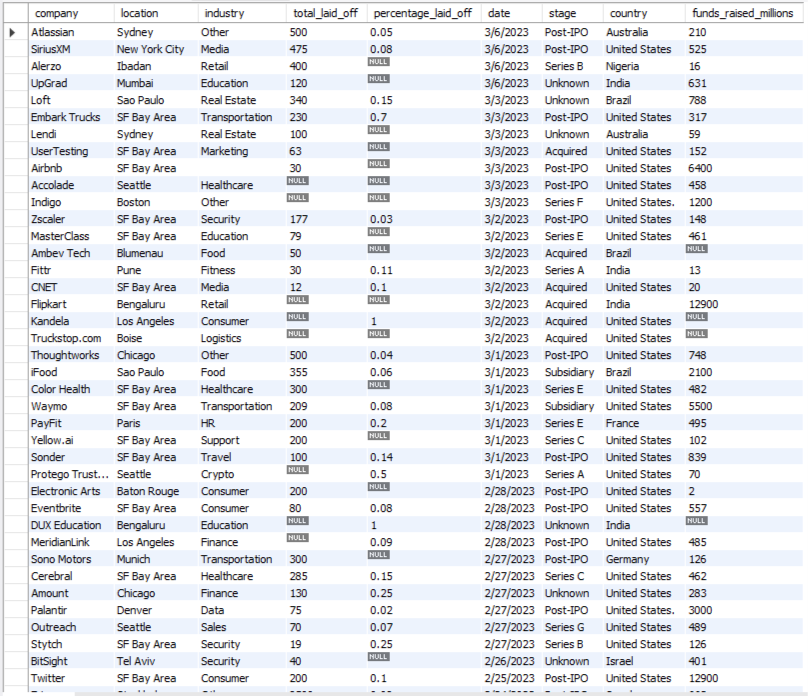 company location industry total_laid_off percentage_laid_off date stage country funds_raised_millions
Atlassian Sydney Other 500 0.05 3/6/2023 Post-IPO Australia 210
SiriusXM New York City Media 475 0.08 3/6/2023 Post-IPO United States 525
Alerzo Ibadan Retail 400 NULL 3/6/2023 Series B Nigeria 16
UpGrad Mumbai Education 120 NULL 3/6/2023 Unknown India 631
Loft Sao Paulo Real Estate 340 0.15 3/3/2023 Unknown Brazil 788
Embark Trucks SF Bay Area Transportation 230 0.7 3/3/2023 Post-IPO United States 317
Lendi Sydney Real Estate 100 NULL 3/3/2023 Unknown Australia 59
UserTesting SF Bay Area Marketing 63 NULL 3/3/2023 Acquired United States 152
Airbnb SF Bay Area 30 NULL 3/3/2023 Post-IPO United States 6400
Accolade Seattle Healthcare NULL NULL 3/3/2023 Post-IPO United States 458
Indigo Boston Other NULL NULL 3/3/2023 Series F United States. 1200
Zscaler SF Bay Area Security 177 0.03 3/2/2023 Post-IPO United States 148
MasterClass SF Bay Area Education 79 NULL 3/2/2023 Series E United States 461
Ambev Tech Blumenau Food 50 NULL 3/2/2023 Acquired Brazil NULL
Fittr Pune Fitness 30 0.11 3/2/2023 Series A India 13
CNET SF Bay Area Media 12 0.1 3/2/2023 Acquired United States 20
Flipkart Bengaluru Retail NULL NULL 3/2/2023 Acquired India 12900
Kandela Los Angeles Consumer NULL 1 3/2/2023 Acquired United States NULL
Truckstop.com Boise Logistics NULL NULL 3/2/2023 Acquired United States NULL
Thoughtworks Chicago Other 500 0.04 3/1/2023 Post-IPO United States 748
iFood Sao Paulo Food 355 0.06 3/1/2023 Subsidiary Brazil 2100
Color Health SF Bay Area Healthcare 300 NULL 3/1/2023 Series E United States 482
Waymo SF Bay Area Transportation 209 0.08 3/1/2023 Subsidiary United States 5500
PayFit Paris HR 200 0.2 3/1/2023 Series E France 495
Yellow.ai SF Bay Area Support 200 NULL 3/1/2023 Series C United States 102
Sonder SF Bay Area Travel 100 0.14 3/1/2023 Post-IPO United States 839
Protego Trust... Seattle Crypto NULL 0.5 3/1/2023 Series A United States 70
Electronic Arts Baton Rouge Consumer 200 NULL 2/28/2023 Post-IPO United States 2
Eventbrite SF Bay Area Consumer 80 0.08 2/28/2023 Post-IPO United States 557
DUX Education Bengaluru Education NULL 1 2/28/2023 Unknown India NULL
MeridianLink Los Angeles Finance NULL 0.09 2/28/2023 Post-IPO United States 485
Sono Motors Munich Transportation 300 NULL 2/27/2023 Post-IPO Germany 126
Cerebral SF Bay Area Healthcare 285 0.15 2/27/2023 Series C United States 462
Amount Chicago Finance 130 0.25 2/27/2023 Unknown United States 283
Palantir Denver Data 75 0.02 2/27/2023 Post-IPO United States. 3000
Outreach Seattle Sales 70 0.07 2/27/2023 Series G United States 489
Stytch SF Bay Area Security 19 0.25 2/27/2023 Series B United States 126
BitSight Tel Aviv Security 40 NULL 2/26/2023 Unknown Israel 401
Twitter SF Bay Area Consumer 200 0.1 2/25/2023 Post-IPO United States 12900